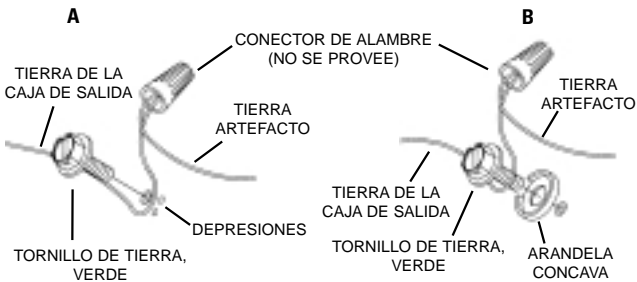 A
B
CONECTOR DE ALAMBRE
(NO SE PROVEE)
TIERRA DE LA
CAJA DE SALIDA
TIERRA
ARTEFACTO
DEPRESIONES
TORNILLO DE TIERRA,
VERDE
TIERRA
ARTEFACTO
TIERRA DE LA
CAJA DE SALIDA
TORNILLO DE TIERRA,
VERDE
ARANDELA
CONCAVA